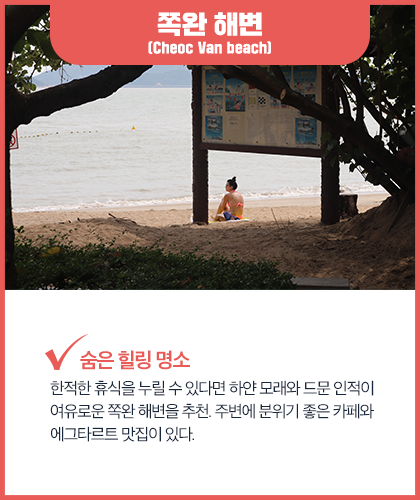 쪽완 해변
(Cheoc Van beach)
숨은 힐링 명소
한적한 휴식을 누릴 수 있다면 하얀 모래와 드문 인적이
여유로운 쪽완 해변을 추천. 주변에 분위기 좋은 카페와
에그타르트 맛집이 있다.